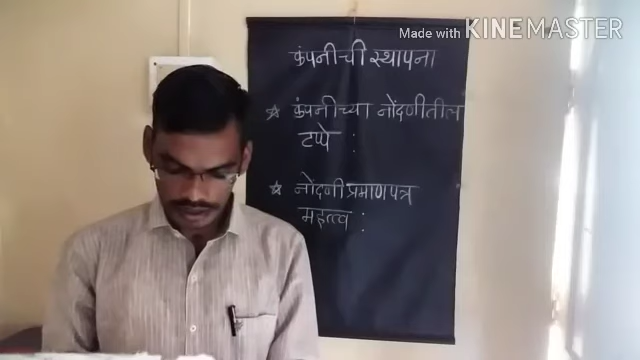 Made with KINEMASTER
कंपनीची स्थापना
☆ कंपनीच्या नोंदणीतील
टप्पे :
☆ नोंदणी प्रमाणपत्र
महत्त्व :